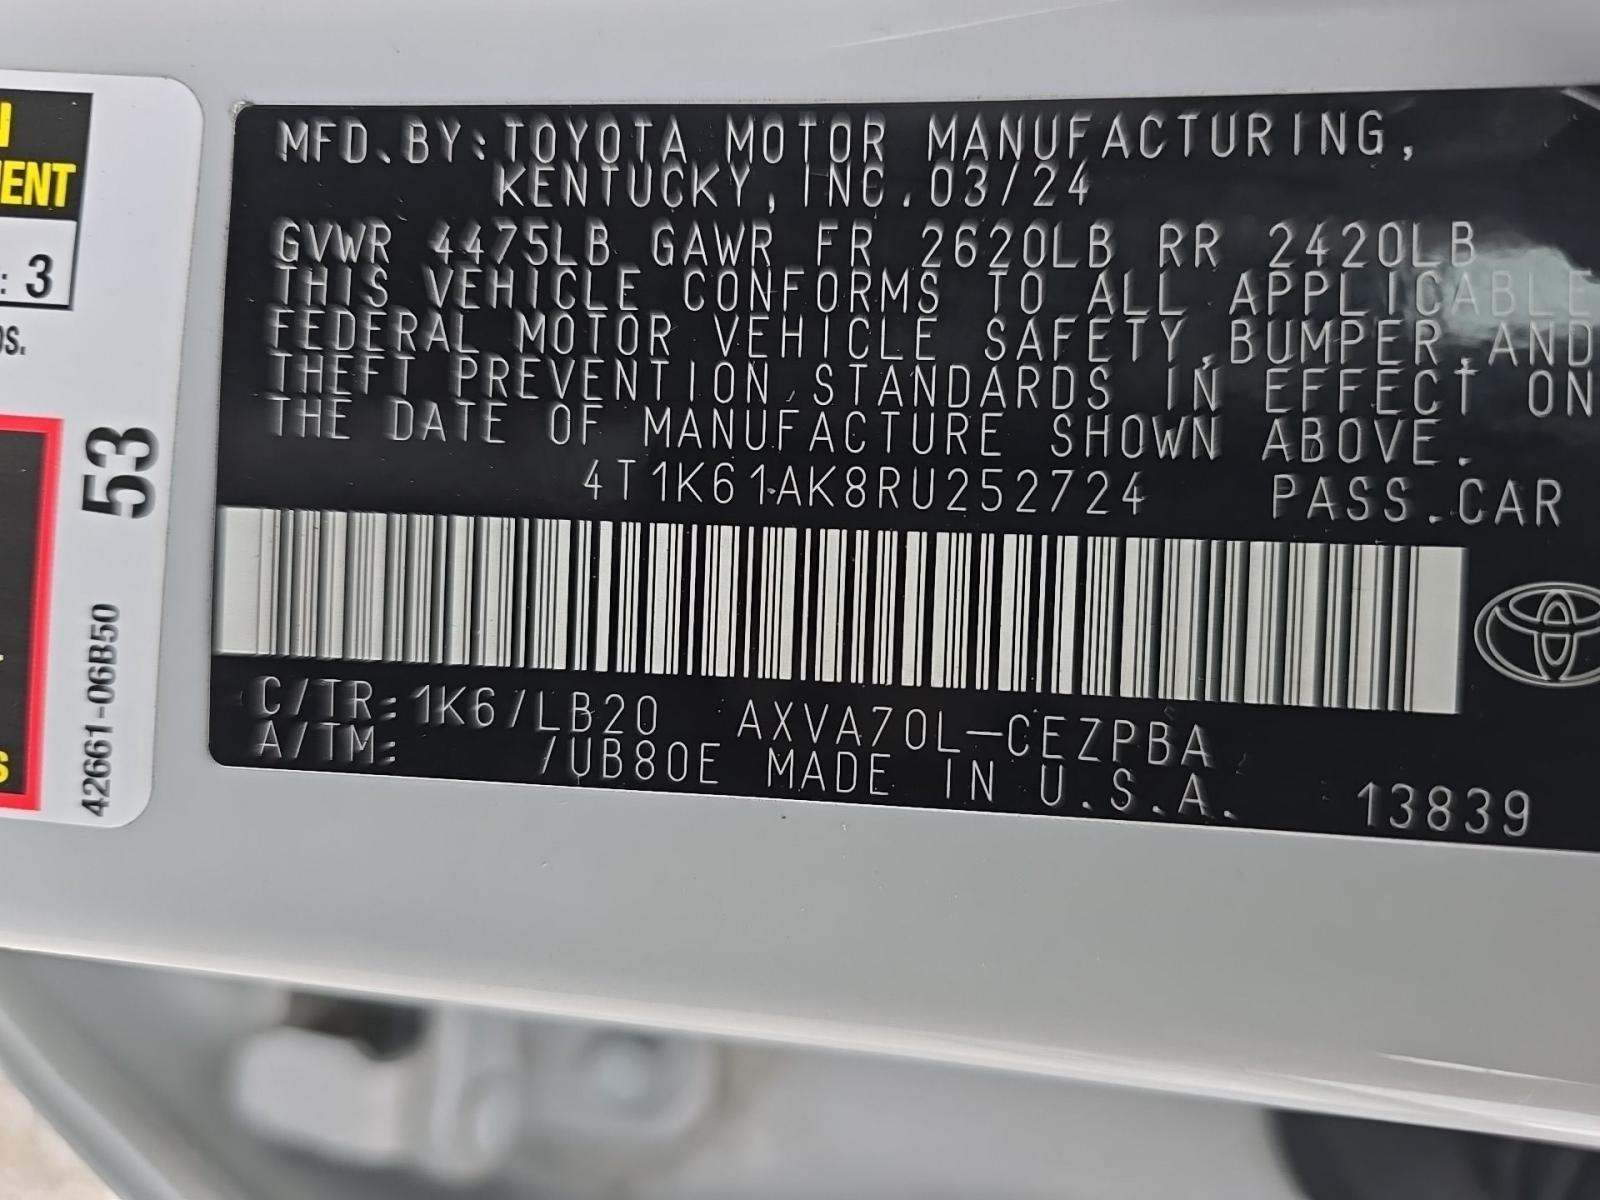 MFD.BY:TOYOTA MOTOR MANUFACTURING,
KENTUCKY, INC. 03/24
GVWR 4475LB GAWR FR 2620LB RR 2420LB
THIS VEHICLE CONFORMS TO ALL APPLICABLE
FEDERAL MOTOR VEHICLE SAFETY,BUMPER,AND
THEFT PREVENTION STANDARDS IN EFFECT ON
THE DATE OF MANUFACTURE SHOWN ABOVE.
4T1K61AK8RU252724 PASS.CAR
C/TR:1K6/LB20 AXVA70L-CEZPBA
A/TM: /UB80E MADE IN U.S.A. 13839
ENT
: 3
53
42661-06B50